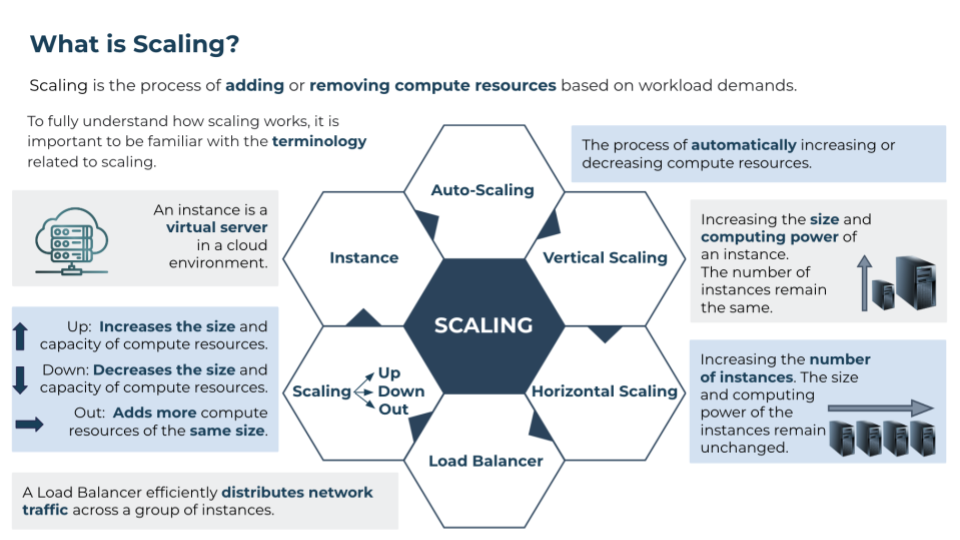 What is Scaling?
Scaling is the process of adding or removing compute resources based on workload demands.
To fully understand how scaling works, it is
important to be familiar with the terminology
related to scaling.
The process of automatically increasing or
decreasing compute resources.
Auto-Scaling
An instance is a
virtual server
in a cloud
environment.
Instance
Vertical Scaling
Increasing the size and
computing power of
an instance.
The number of
instances remain
the same.
SCALING
Up: Increases the size and
capacity of compute resources.
Down: Decreases the size and
capacity of compute resources.
Out: Adds more compute
resources of the same size.
Scaling
Up
Down
Out
Horizontal Scaling
Increasing the number
of instances. The size
and computing
power of the
instances remain
unchanged.
Load Balancer
A Load Balancer efficiently distributes network
traffic across a group of instances.